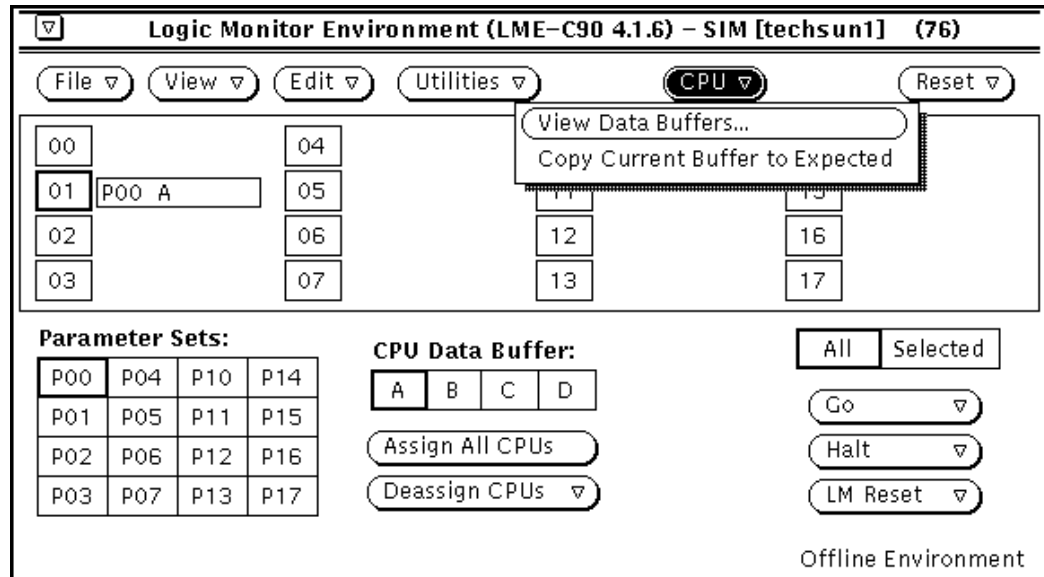 Logic Monitor Environment (LME–C90 4.1.6) – SIM [techsun1] (76)
File View Edit Utilities CPU Reset
View Data Buffers...
Copy Current Buffer to Expected
00 04
01 P00 A 05
02 06 12 16
03 07 13 17
Parameter Sets:
P00 P04 P10 P14
P01 P05 P11 P15
P02 P06 P12 P16
P03 P07 P13 P17
CPU Data Buffer:
A B C D
Assign All CPUs
Deassign CPUs
All Selected
Go
Halt
LM Reset
Offline Environment